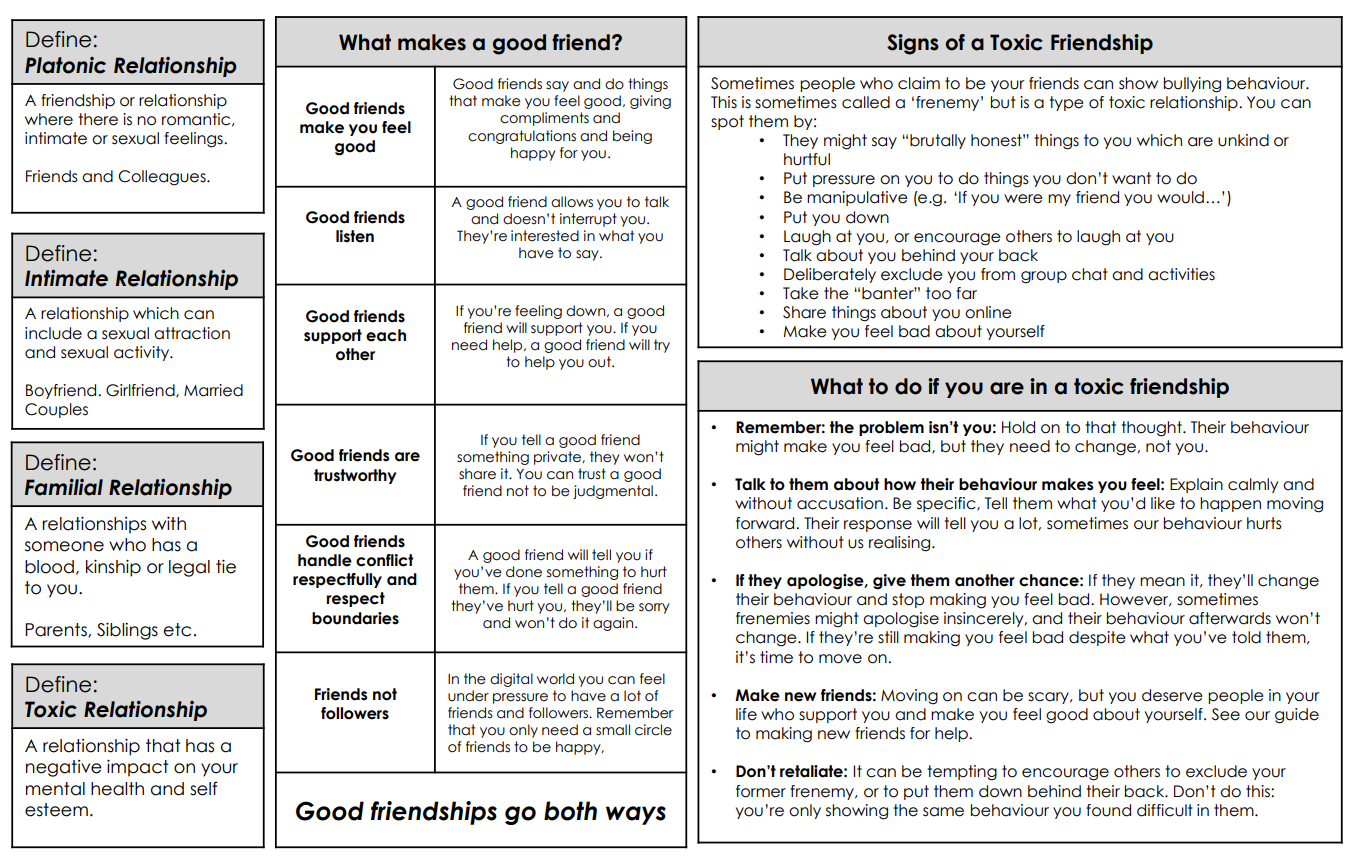 Define:
Platonic Relationship
A friendship or relationship
where there is no romantic,
intimate or sexual feelings.
Friends and Colleagues.
Define:
Intimate Relationship
A relationship which can
include a sexual attraction
and sexual activity.
Boyfriend. Girlfriend, Married
Couples
Define:
Familial Relationship
A relationships with
someone who has a
blood, kinship or legal tie
to you.
Parents, Siblings etc.
Define:
Toxic Relationship
A relationship that has a
negative impact on your
mental health and self
esteem.
What makes a good friend?
Good friends
make you feel
good
Good friends say and do things
that make you feel good, giving
compliments and
congratulations and being
happy for you.
Good friends
listen
A good friend allows you to talk
and doesn't interrupt you.
They're interested in what you
have to say.
Good friends
support each
other
If you're feeling down, a good
friend will support you. If you
need help, a good friend will try
to help you out.
Good friends are
trustworthy
If you tell a good friend
something private, they won't
share it. You can trust a good
friend not to be judgmental.
Good friends
handle conflict
respectfully and
respect
boundaries
A good friend will tell you if
you've done something to hurt
them. If you tell a good friend
they've hurt you, they'll be sorry
and won't do it again.
Friends not
followers
In the digital world you can feel
under pressure to have a lot of
friends and followers. Remember
that you only need a small circle
of friends to be happy,
Good friendships go both ways
Signs of a Toxic Friendship
Sometimes people who claim to be your friends can show bullying behaviour.
This is sometimes called a 'frenemy' but is a type of toxic relationship. You can
spot them by:
• They might say "brutally honest" things to you which are unkind or
hurtful
• Put pressure on you to do things you don't want to do
• Be manipulative (e.g. 'If you were my friend you would…')
• Put you down
• Laugh at you, or encourage others to laugh at you
• Talk about you behind your back
• Deliberately exclude you from group chat and activities
• Take the "banter" too far
• Share things about you online
• Make you feel bad about yourself
What to do if you are in a toxic friendship
• Remember: the problem isn't you: Hold on to that thought. Their behaviour
might make you feel bad, but they need to change, not you.
• Talk to them about how their behaviour makes you feel: Explain calmly and
without accusation. Be specific, Tell them what you'd like to happen moving
forward. Their response will tell you a lot, sometimes our behaviour hurts
others without us realising.
• If they apologise, give them another chance: If they mean it, they'll change
their behaviour and stop making you feel bad. However, sometimes
frenemies might apologise insincerely, and their behaviour afterwards won't
change. If they're still making you feel bad despite what you've told them,
it's time to move on.
• Make new friends: Moving on can be scary, but you deserve people in your
life who support you and make you feel good about yourself. See our guide
to making new friends for help.
• Don't retaliate: It can be tempting to encourage others to exclude your
former frenemy, or to put them down behind their back. Don't do this:
you're only showing the same behaviour you found difficult in them.